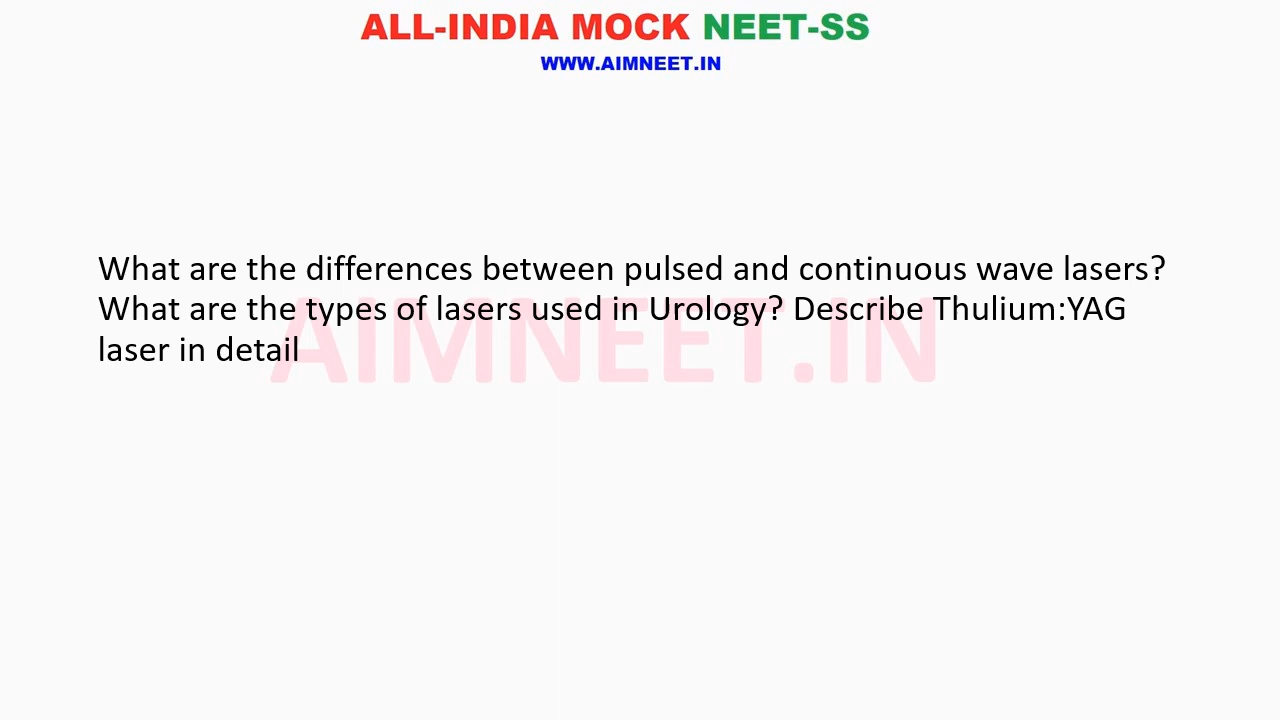 ALL-INDIA MOCK NEET-SS
WWW.AIMNEET.IN
What are the differences between pulsed and continuous wave lasers?
What are the types of lasers used in Urology? Describe Thulium:YAG
laser in detail
AIMNEET.IN